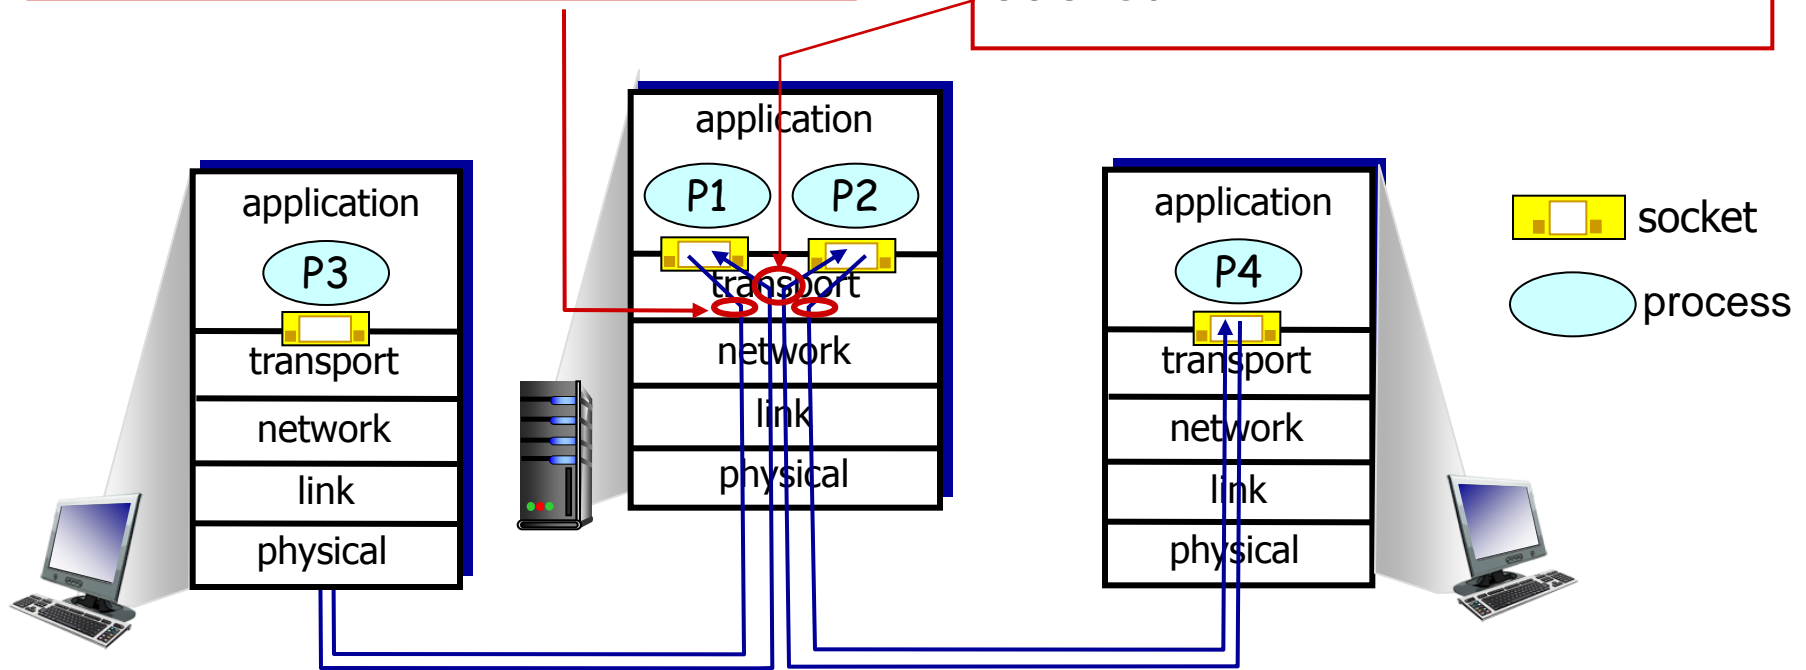 application
P1
P2
transport
network
link
physical
application
P3
transport
network
link
physical
application
P4
transport
network
link
physical
socket
process